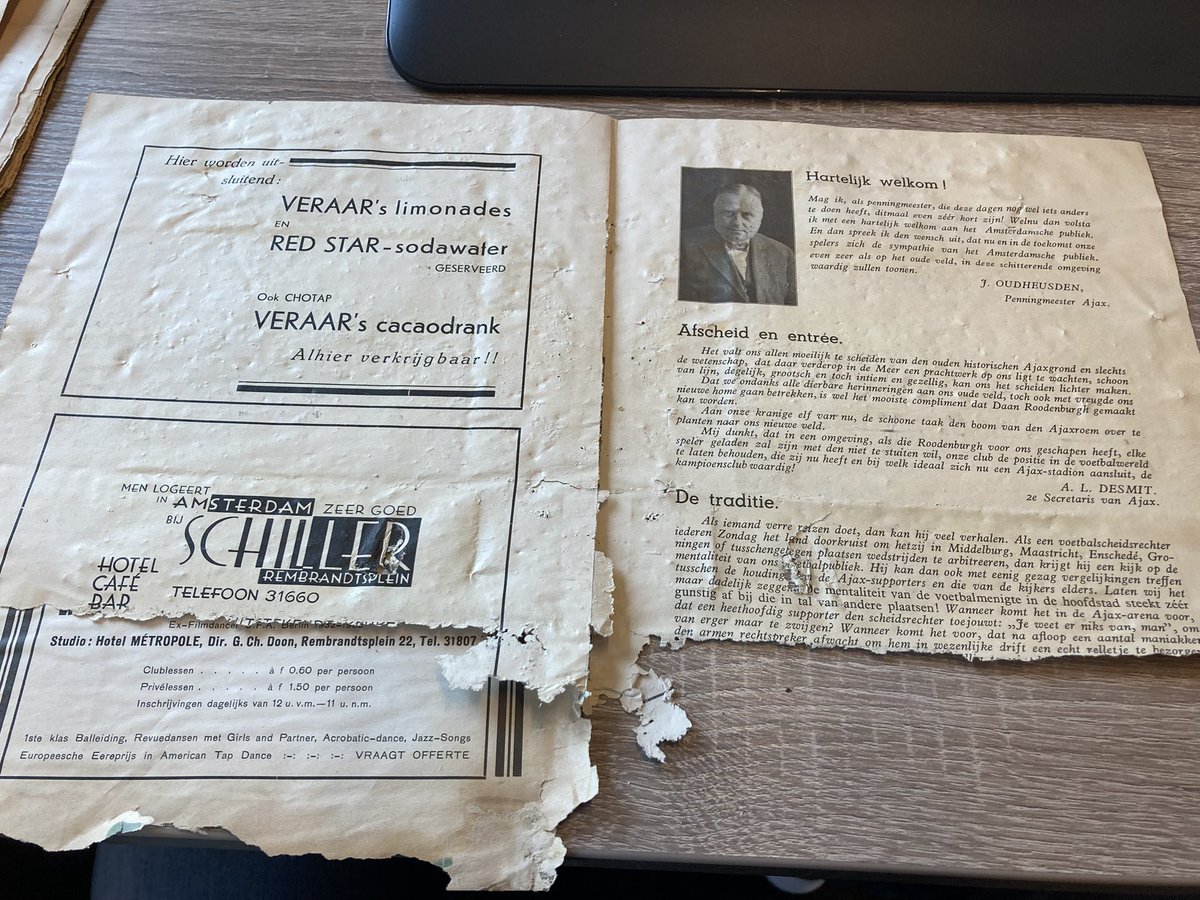 Hier worden uit-
sluitend:
VERAAR's limonades
EN
RED STAR-sodawater
GESERVEERD
Ook CHOTAP
VERAAR's cacaodrank
Alhier verkrijgbaar!!
MEN LOGEERT
IN AMSTERDAM ZEER GOED
BIJ SCHILLER
REMBRANDTSPLEIN
HOTEL
CAFÉ
BAR
TELEFOON 31660
Studio: Hotel MÉTROPOLE, Dir. G. Ch. Doon, Rembrandtsplein 22, Tel. 31807
Clublessen . . . . . à f 0.60 per persoon
Privélessen . . . . . à f 1.50 per persoon
Inschrijvingen dagelijks van 12 u. v.m.—11 u. n.m.
1ste klas Balleiding, Revuedansen met Girls and Partner, Acrobatic-dance, Jazz-Songs
Europeesche Eereprijs in American Tap Dance :-: :-: :-: :-: VRAAGT OFFERTE
Hartelijk welkom!
Mag ik, als penningmeester, die deze dagen nog wel iets anders
te doen heeft, ditmaal even zéér kort zijn! Welnu dan volsta
ik met een hartelijk welkom aan het Amsterdamsche publiek.
En dan spreek ik den wensch uit, dat nu en in de toekomst onze
spelers zich de sympathie van het Amsterdamsche publiek,
even zeer als op het oude veld, in deze schitterende omgeving
waardig zullen toonen.
J. OUDHEUSDEN,
Penningmeester Ajax.
Afscheid en entrée.
Het valt ons allen moeilijk te scheiden van den ouden historischen Ajaxgrond en slechts
de wetenschap, dat daar verderop in de Meer een prachtwerk op ons ligt te wachten, schoon
van lijn, degelijk, grootsch en toch intiem en gezellig, kan ons het scheiden lichter maken.
Dat we ondanks alle dierbare herinneringen aan ons oude veld, toch ook met vreugde ons
nieuwe home gaan betrekken, is wel het mooiste compliment dat Daan Roodenburgh gemaakt
kan worden.
Aan onze kranige elf van nu, de schoone taak den boom van den Ajaxroem over te
planten naar ons nieuwe veld.
Mij dunkt, dat in een omgeving, als die Roodenburgh voor ons geschapen heeft, elke
speler geladen zal zijn met den niet te stuiten wil, onze club de positie in de voetbalwereld
te laten behouden, die zij nu heeft en bij welk ideaal zich nu een Ajax-stadion aansluit, de
kampioensclub waardig!
A. L. DESMIT.
2e Secretaris van Ajax.
De traditie.
Als iemand verre reizen doet, dan kan hij veel verhalen. Als een voetbalscheidsrechter
iederen Zondag het land doorkruist om hetzij in Middelburg, Maastricht, Enschedé, Gro-
ningen of tusschengelegen plaatsen wedstrijden te arbitreeren, dan krijgt hij een kijk op de
mentaliteit van ons voetbalpubliek. Hij kan dan ook met eenig gezag vergelijkingen treffen
tusschen de houding de Ajax-supporters en die van de kijkers elders. Laten wij het
maar dadelijk zeggen: De mentaliteit van de voetbalmenigte in de hoofdstad steekt zéér
gunstig af bij die in tal van andere plaatsen! Wanneer komt het in de Ajax-arena voor,
dat een heethoofdig supporter den scheidsrechter toevoegt: „Je weet er niks van, man", om
van erger maar te zwijgen? Wanneer komt het voor, dat na afloop een aantal maniakken
den armen rechtspreker afwacht om hem in wezenlijke drift een echt relletje te bezorgen